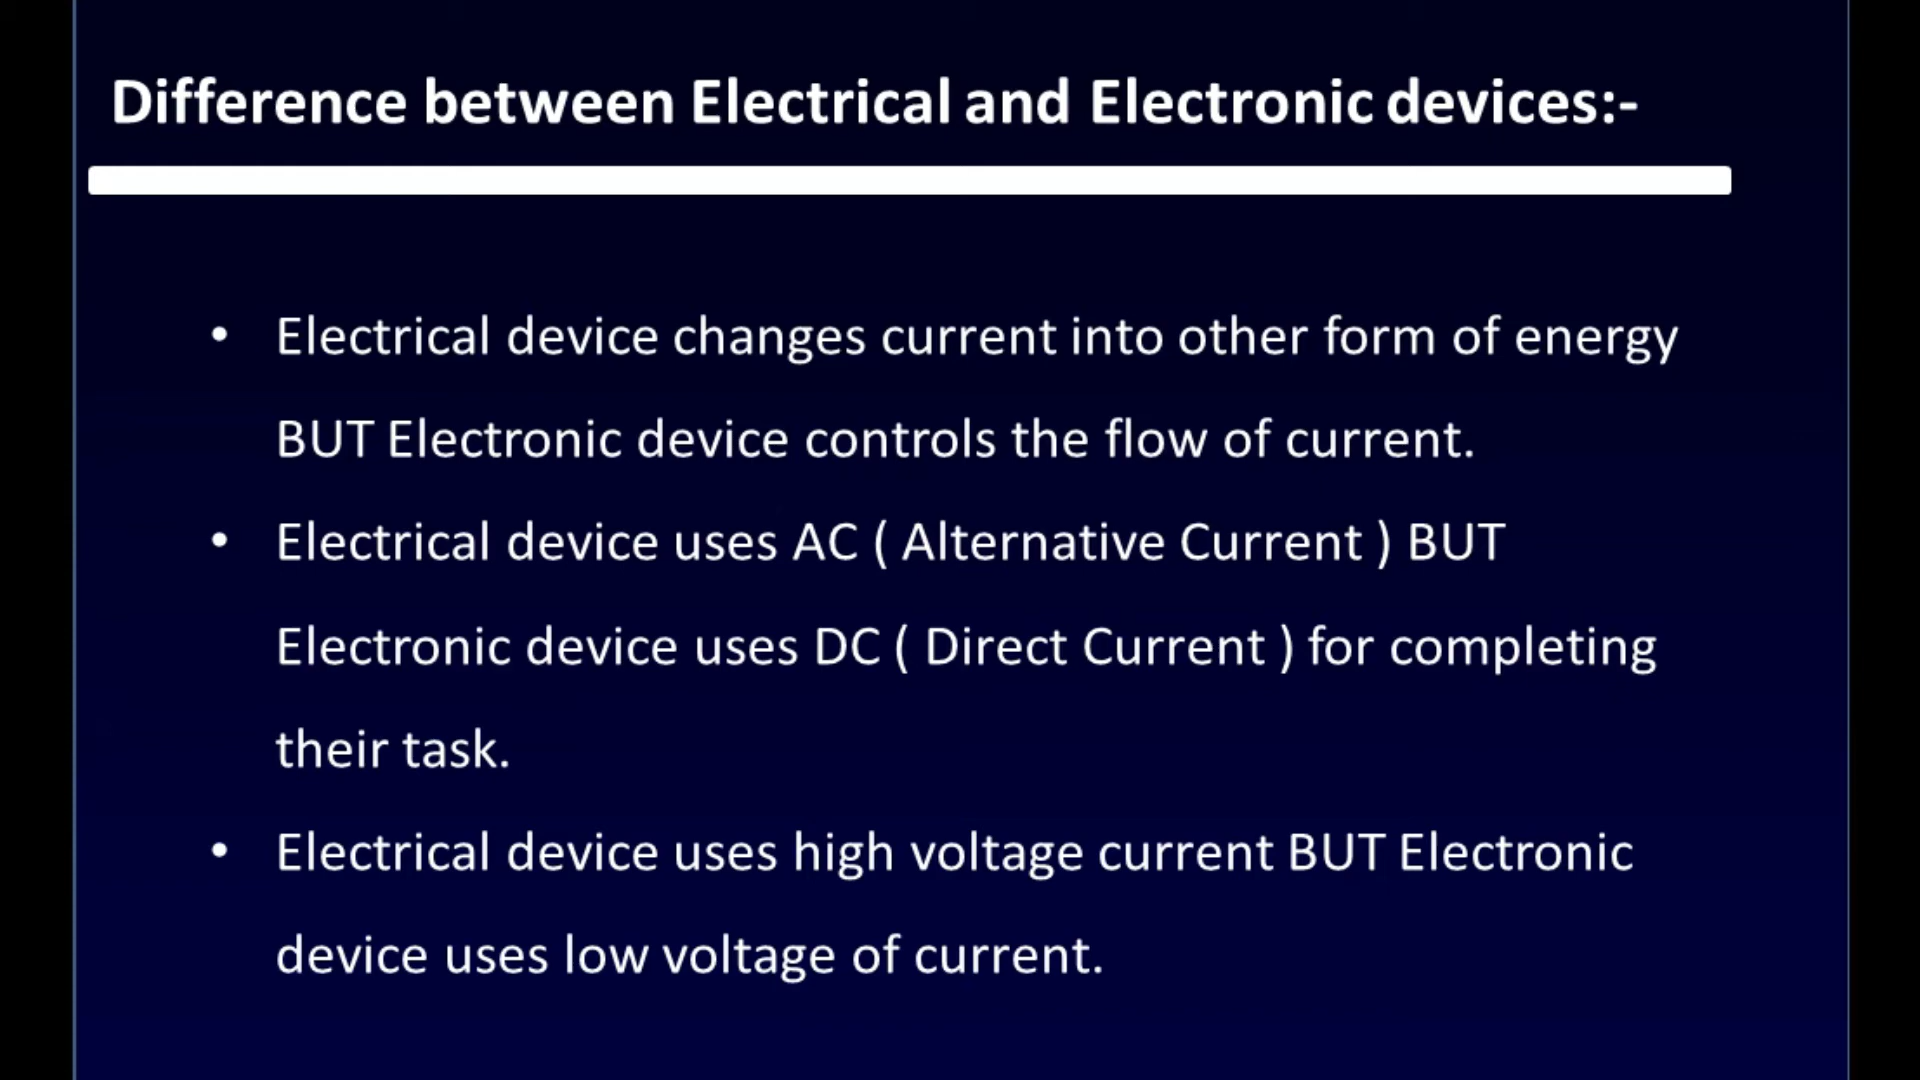 Difference between Electrical and Electronic devices:-
• Electrical device changes current into other form of energy
BUT Electronic device controls the flow of current.
• Electrical device uses AC ( Alternative Current ) BUT
Electronic device uses DC ( Direct Current ) for completing
their task.
• Electrical device uses high voltage current BUT Electronic
device uses low voltage of current.